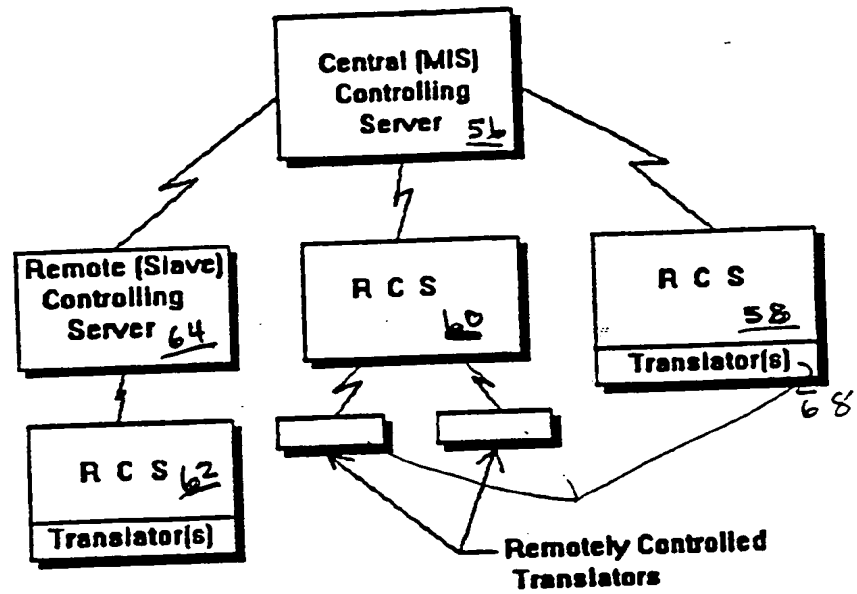 Central (MIS)
Controlling
Server 56
Remote (Slave)
Controlling
Server 64
R C S
60
R C S
58
Translator(s)
68
R C S 62
Translator(s)
Remotely Controlled
Translators